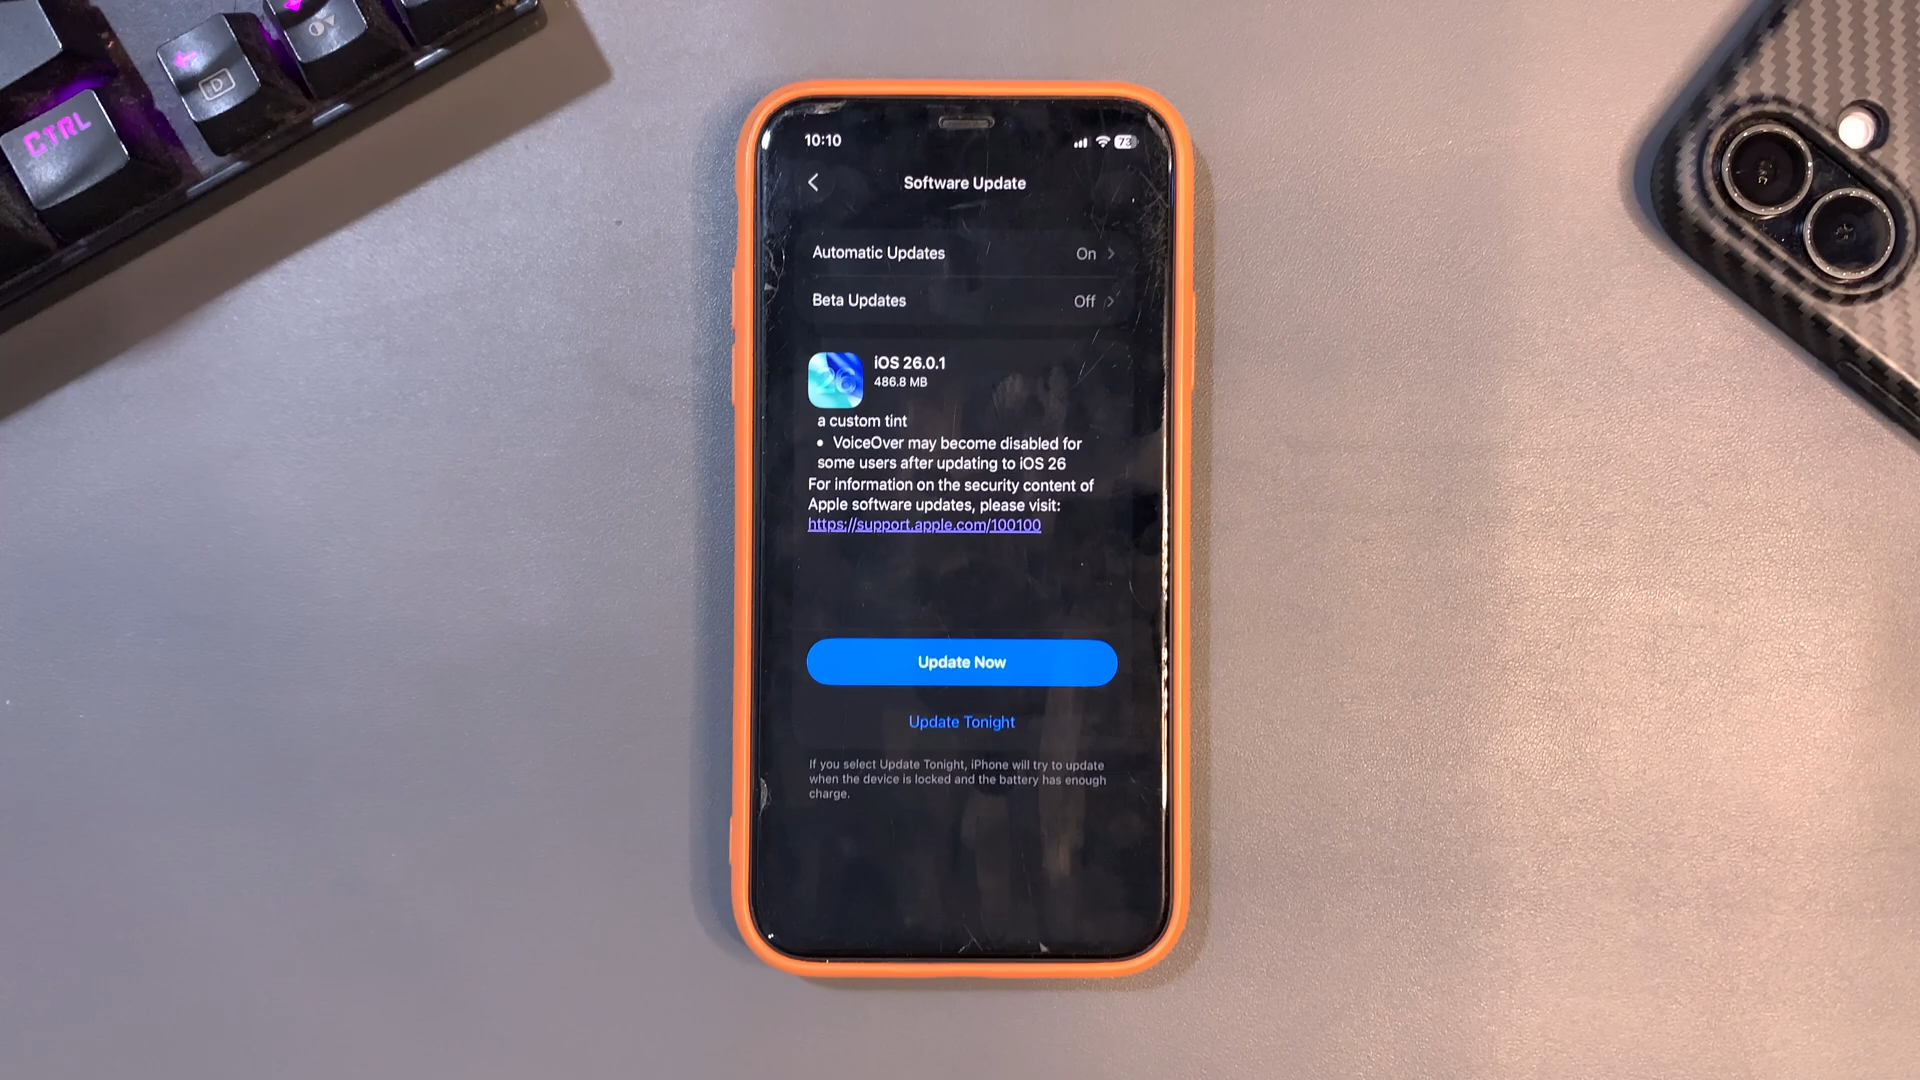 CTRL
D
10:10
73
Software Update
Automatic Updates
On
Beta Updates
Off
26
iOS 26.0.1
486.8 MB
a custom tint
• VoiceOver may become disabled for
some users after updating to iOS 26
For information on the security content of
Apple software updates, please visit:
https://support.apple.com/100100
Update Now
Update Tonight
If you select Update Tonight, iPhone will try to update
when the device is locked and the battery has enough
charge.